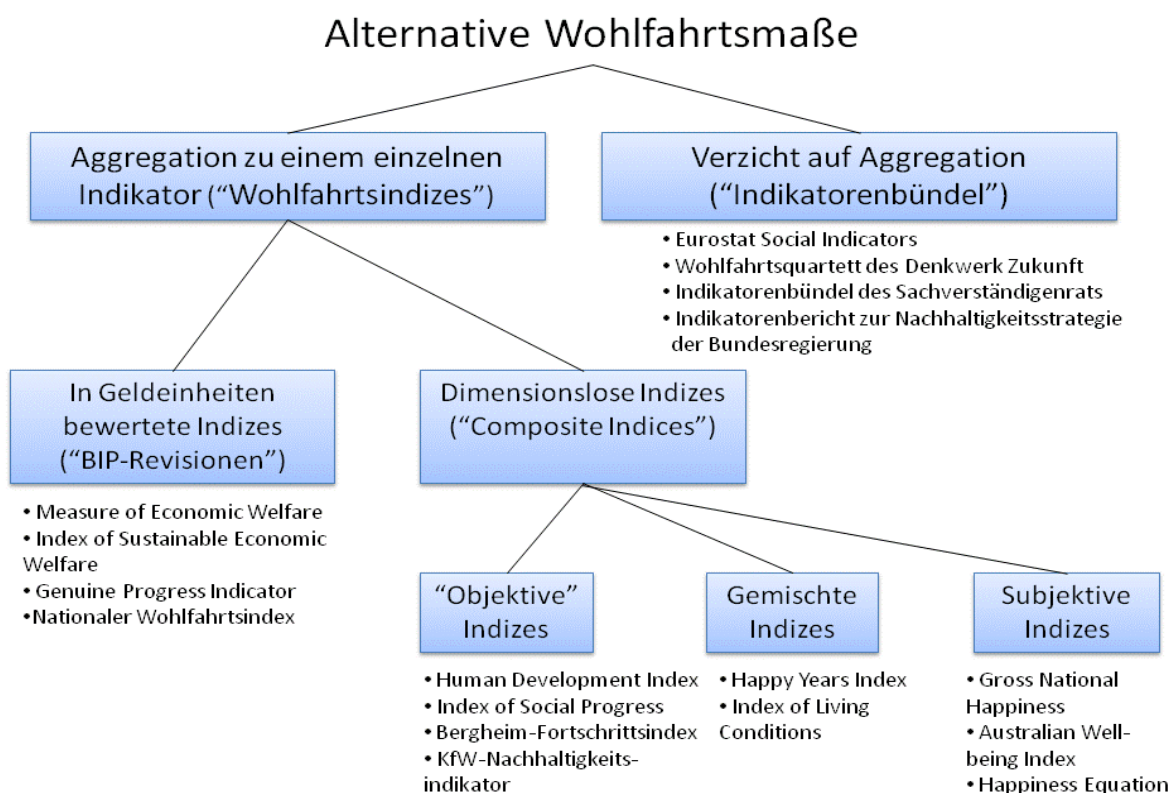 Alternative Wohlfahrtsmaße
Aggregation zu einem einzelnen
Indikator (“Wohlfahrtsindizes”)
Verzicht auf Aggregation
(“Indikatorenbündel”)
• Eurostat Social Indicators
• Wohlfahrtsquartett des Denkwerk Zukunft
• Indikatorenbündel des Sachverständigenrats
• Indikatorenbericht zur Nachhaltigkeitsstrategie
der Bundesregierung
In Geldeinheiten
bewertete Indizes
(“BIP-Revisionen”)
• Measure of Economic Welfare
• Index of Sustainable Economic
Welfare
• Genuine Progress Indicator
•Nationaler Wohlfahrtsindex
Dimensionslose Indizes
(“Composite Indices”)
“Objektive”
Indizes
• Human Development Index
• Index of Social Progress
• Bergheim-Fortschrittsindex
• KfW-Nachhaltigkeits-
indikator
Gemischte
Indizes
• Happy Years Index
• Index of Living
Conditions
Subjektive
Indizes
• Gross National
Happiness
• Australian Well-
being Index
• Happiness Equation